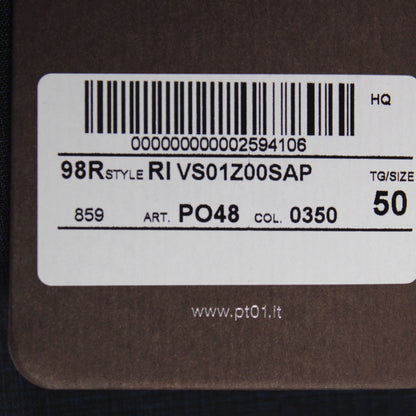 HQ
000000000002594106
98R STYLE RI VS01Z00SAP
TG/SIZE
50
859 ART. PO48 COL. 0350
www.pt01.it